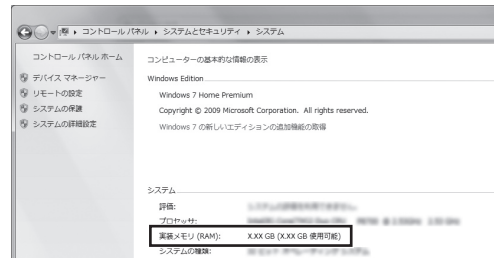 コントロール パネル ▸ システムとセキュリティ ▸ システム
コントロール パネル ホーム
デバイス マネージャー
リモートの設定
システムの保護
システムの詳細設定
コンピューターの基本的な情報の表示
Windows Edition
Windows 7 Home Premium
Copyright © 2009 Microsoft Corporation. All rights reserved.
Windows 7 の新しいエディションの追加機能の取得
システム
評価:
プロセッサ:
実装メモリ (RAM): X.XX GB (X.XX GB 使用可能)
システムの種類: